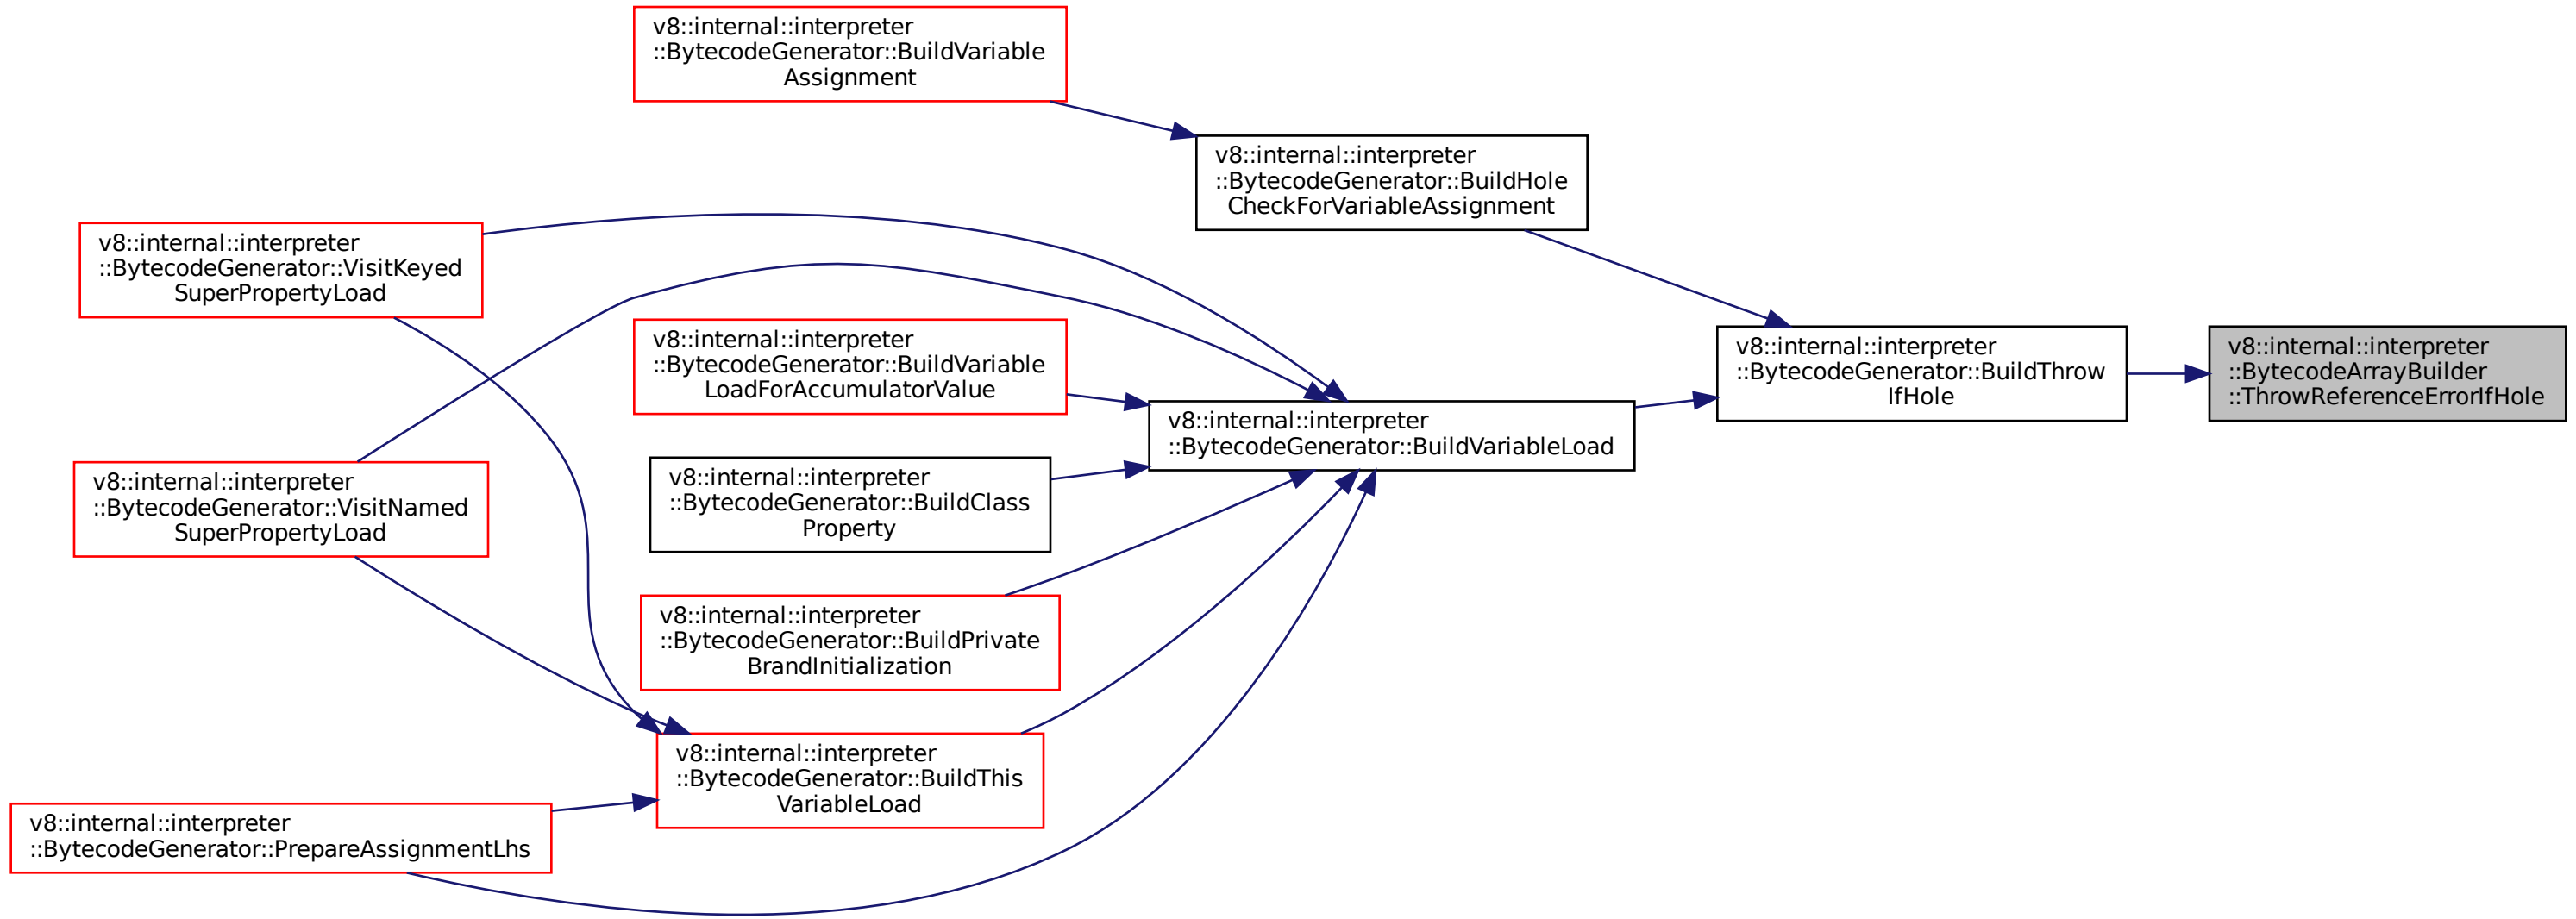 v8::internal::interpreter
::BytecodeGenerator::BuildVariable
Assignment
v8::internal::interpreter
::BytecodeGenerator::BuildHole
CheckForVariableAssignment
v8::internal::interpreter
::BytecodeGenerator::VisitKeyed
SuperPropertyLoad
v8::internal::interpreter
::BytecodeGenerator::BuildVariable
LoadForAccumulatorValue
v8::internal::interpreter
::BytecodeGenerator::BuildThrow
IfHole
v8::internal::interpreter
::BytecodeArrayBuilder
::ThrowReferenceErrorIfHole
v8::internal::interpreter
::BytecodeGenerator::BuildVariableLoad
v8::internal::interpreter
::BytecodeGenerator::VisitNamed
SuperPropertyLoad
v8::internal::interpreter
::BytecodeGenerator::BuildClass
Property
v8::internal::interpreter
::BytecodeGenerator::BuildPrivate
BrandInitialization
v8::internal::interpreter
::BytecodeGenerator::BuildThis
VariableLoad
v8::internal::interpreter
::BytecodeGenerator::PrepareAssignmentLhs